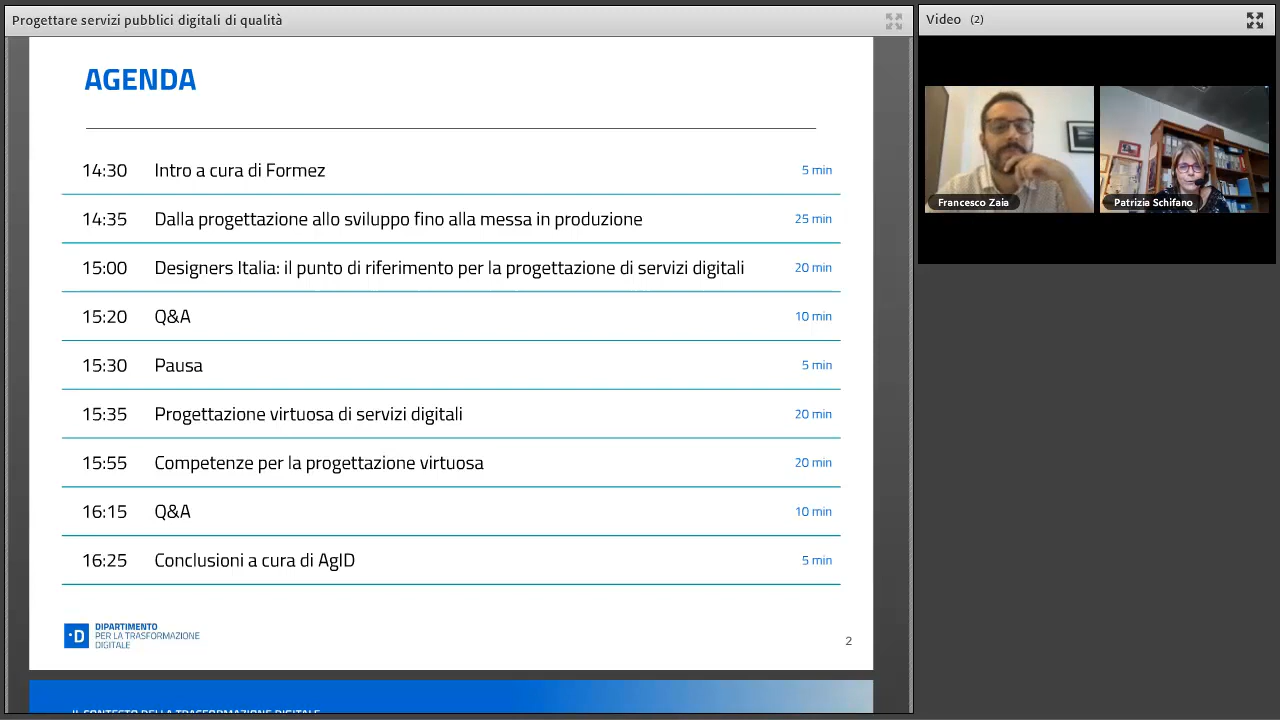 Progettare servizi pubblici digitali di qualità
Video (2)
AGENDA
14:30 Intro a cura di Formez 5 min
14:35 Dalla progettazione allo sviluppo fino alla messa in produzione 25 min
15:00 Designers Italia: il punto di riferimento per la progettazione di servizi digitali 20 min
15:20 Q&A 10 min
15:30 Pausa 5 min
15:35 Progettazione virtuosa di servizi digitali 20 min
15:55 Competenze per la progettazione virtuosa 20 min
16:15 Q&A 10 min
16:25 Conclusioni a cura di AgID 5 min
·D
DIPARTIMENTO
PER LA TRASFORMAZIONE
DIGITALE
2
IL CONTESTO DELLA TRASFORMAZIONE DIGITALE
Francesco Zaia
Patrizia Schifano